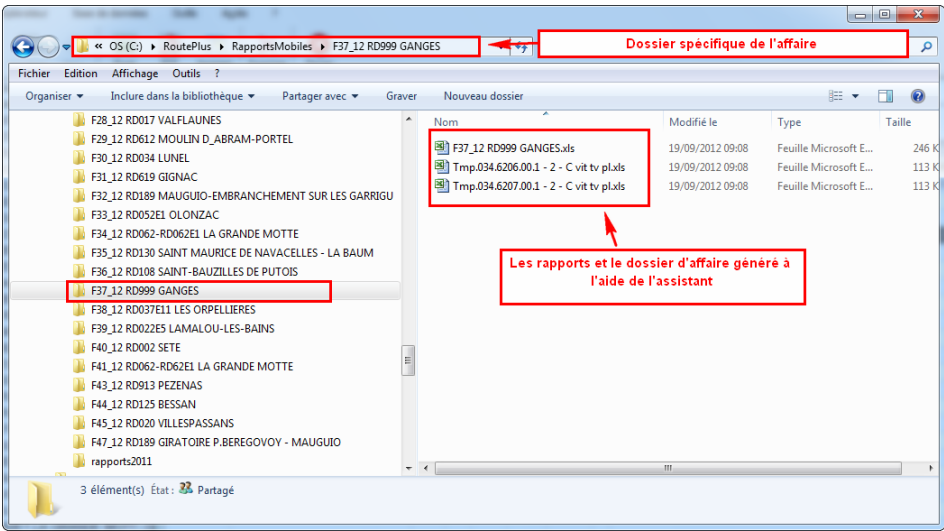 « OS (C:) ▸ RoutePlus ▸ RapportsMobiles ▸ F37_12 RD999 GANGES
Dossier spécifique de l'affaire
Fichier Edition Affichage Outils ?
Organiser Inclure dans la bibliothèque Partager avec Graver Nouveau dossier
F28_12 RD017 VALFLAUNES
F29_12 RD612 MOULIN D_ABRAM-PORTEL
F30_12 RD034 LUNEL
F31_12 RD619 GIGNAC
F32_12 RD189 MAUGUIO-EMBRANCHEMENT SUR LES GARRIGU
F33_12 RD052E1 OLONZAC
F34_12 RD062-RD062E1 LA GRANDE MOTTE
F35_12 RD130 SAINT MAURICE DE NAVACELLES - LA BAUM
F36_12 RD108 SAINT-BAUZILLES DE PUTOIS
F37_12 RD999 GANGES
F38_12 RD037E11 LES ORPELLIERES
F39_12 RD022E5 LAMALOU-LES-BAINS
F40_12 RD002 SETE
F41_12 RD062-RD62E1 LA GRANDE MOTTE
F43_12 RD913 PEZENAS
F44_12 RD125 BESSAN
F45_12 RD020 VILLESPASSANS
F47_12 RD189 GIRATOIRE P.BEREGOVOY - MAUGUIO
rapports2011
Nom Modifié le Type Taille
F37_12 RD999 GANGES.xls 19/09/2012 09:08 Feuille Microsoft E... 246 K
Tmp.034.6206.00.1 - 2 - C vit tv pl.xls 19/09/2012 09:08 Feuille Microsoft E... 113 K
Tmp.034.6207.00.1 - 2 - C vit tv pl.xls 19/09/2012 09:08 Feuille Microsoft E... 113 K
Les rapports et le dossier d'affaire généré à
l'aide de l'assistant
3 élément(s) État : Partagé